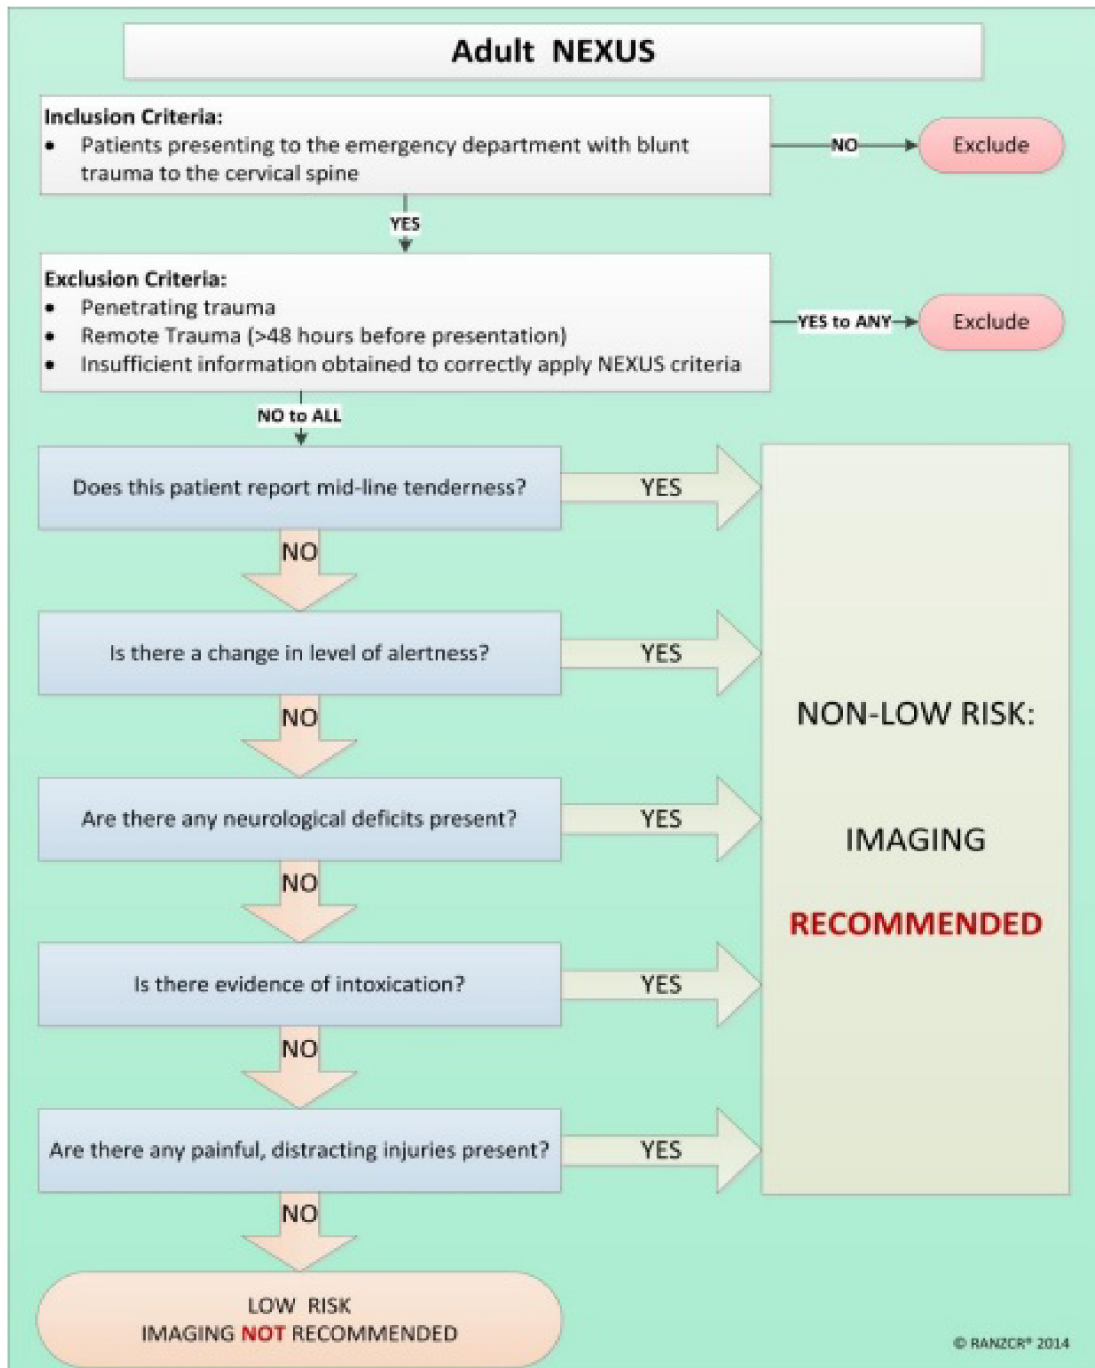 Adult NEXUS
Inclusion Criteria:
• Patients presenting to the emergency department with blunt
trauma to the cervical spine
NO
Exclude
YES
Exclusion Criteria:
• Penetrating trauma
• Remote Trauma (>48 hours before presentation)
• Insufficient information obtained to correctly apply NEXUS criteria
YES to ANY
Exclude
NO to ALL
Does this patient report mid-line tenderness?
YES
NO
Is there a change in level of alertness?
YES
NO
Are there any neurological deficits present?
YES
NO
Is there evidence of intoxication?
YES
NO
Are there any painful, distracting injuries present?
YES
NO
NON-LOW RISK:
IMAGING
RECOMMENDED
LOW RISK
IMAGING NOT RECOMMENDED
© RANZCR® 2014